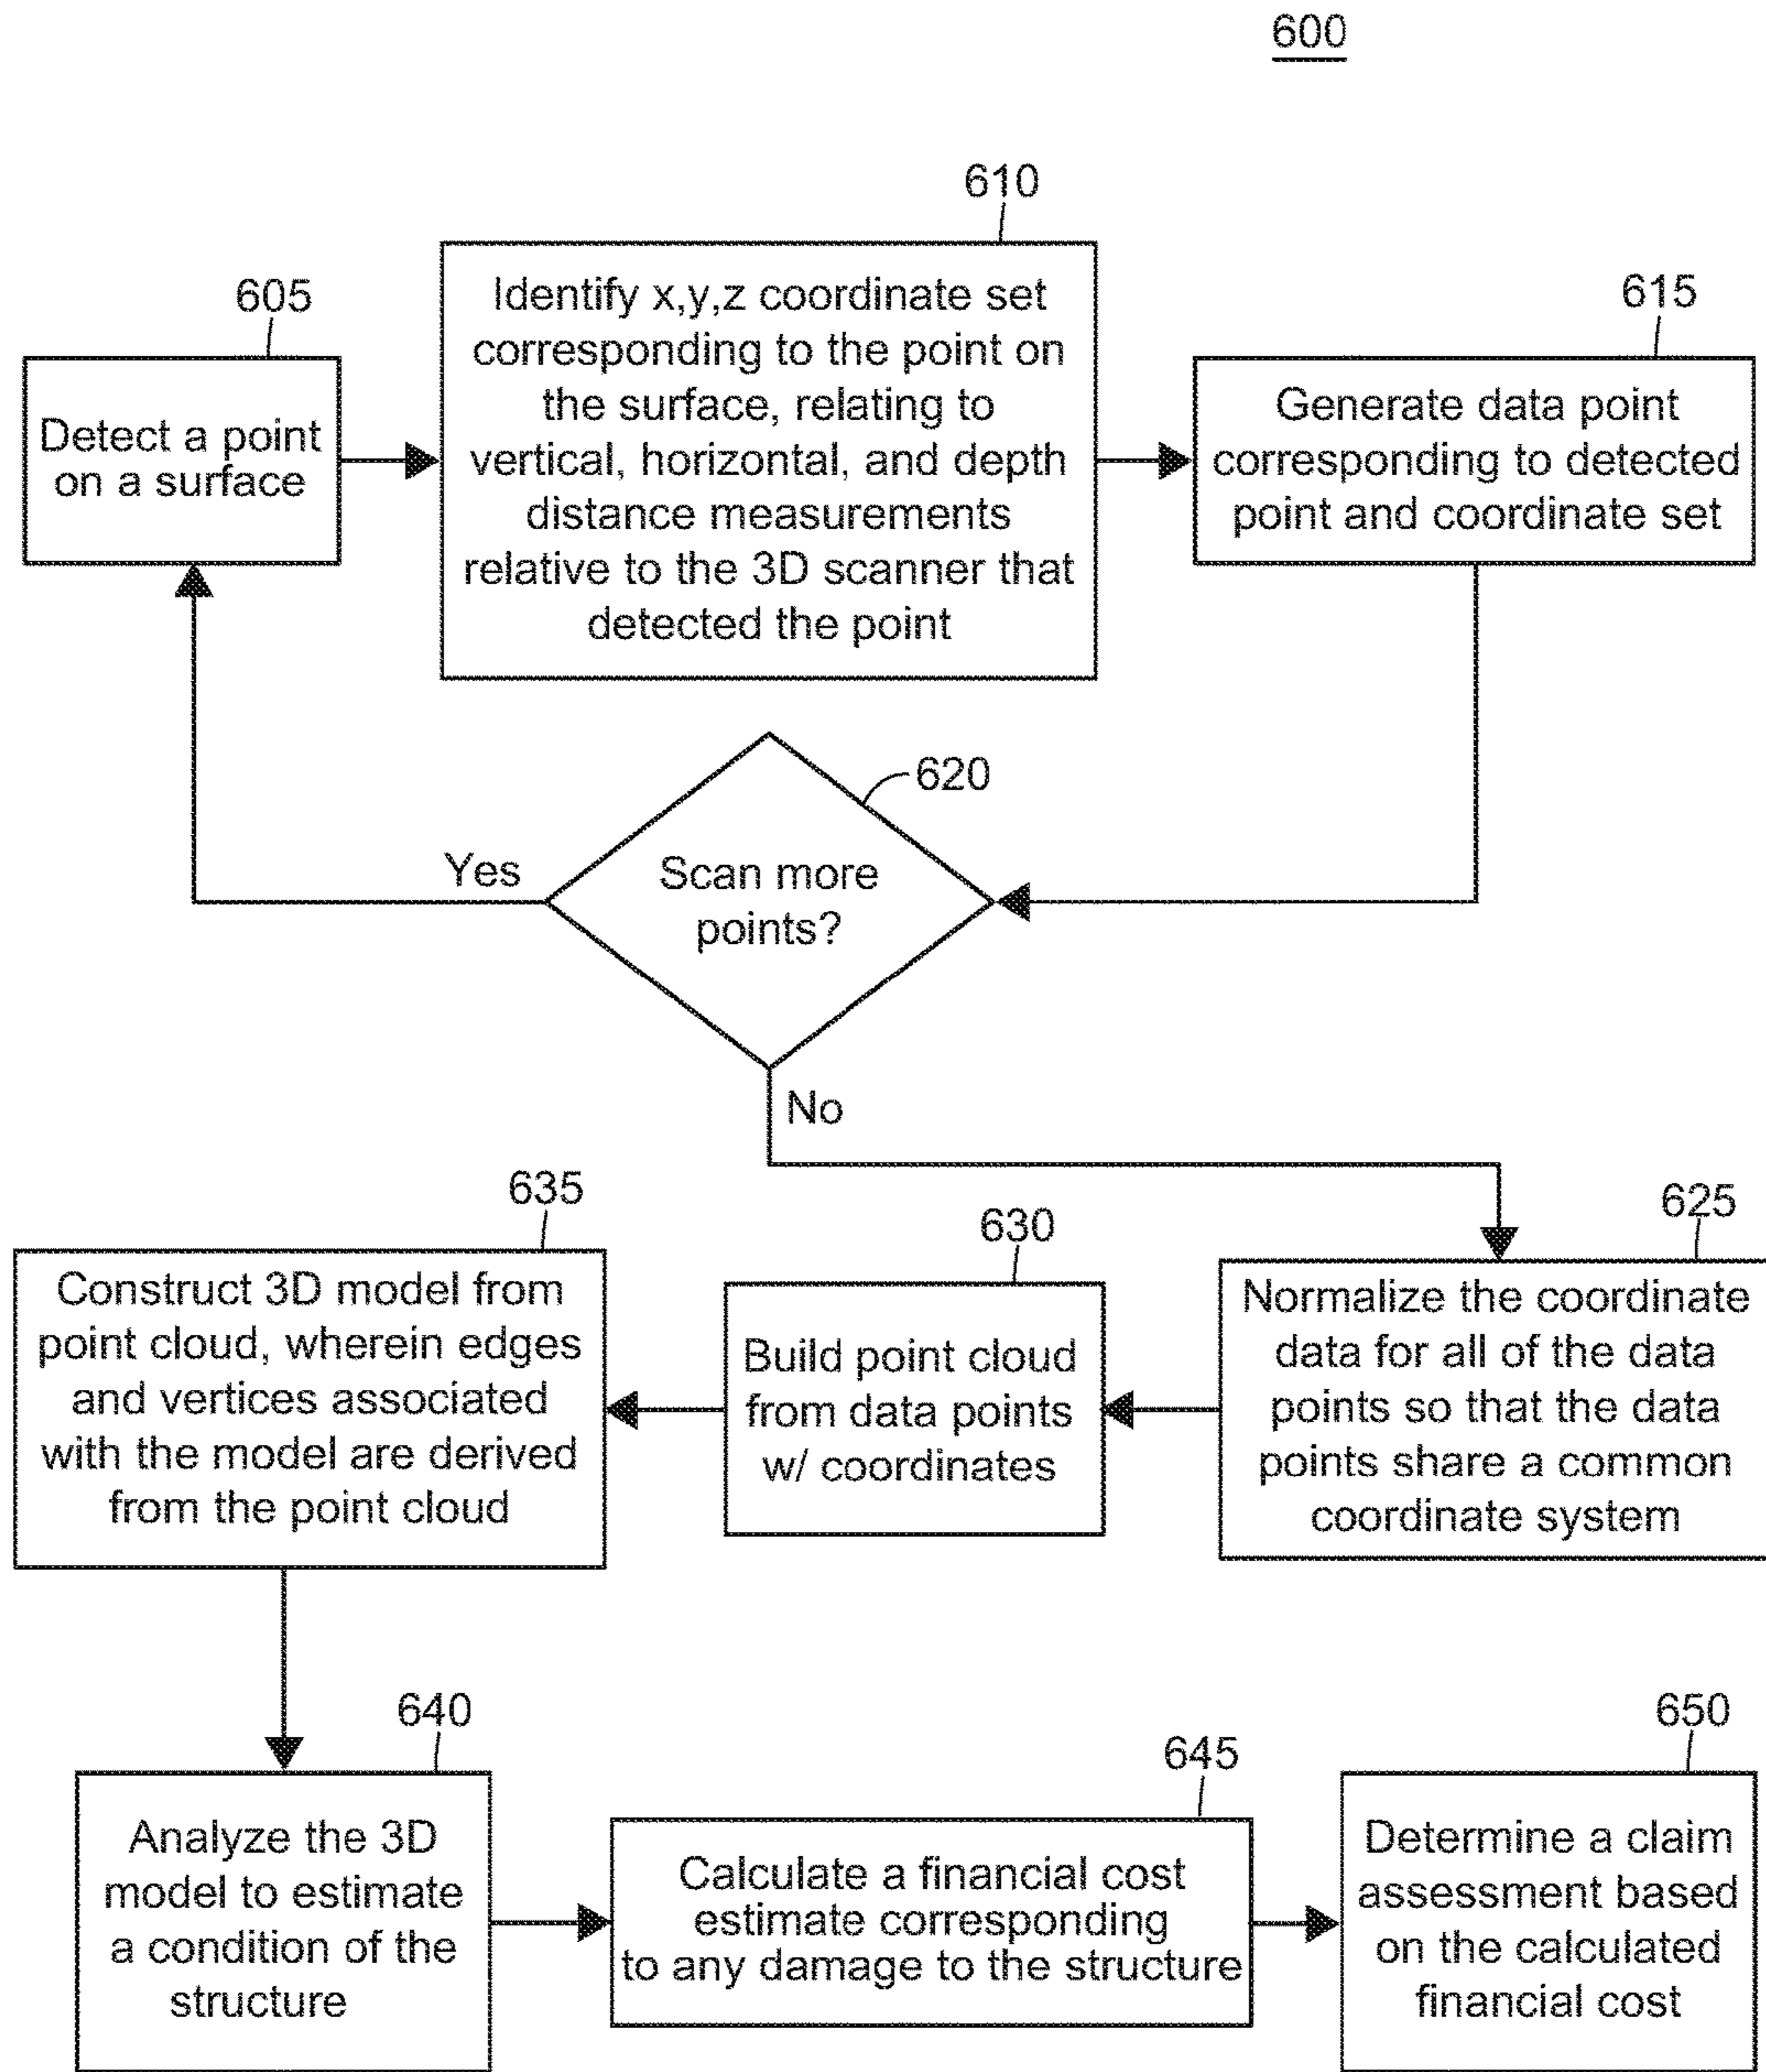 600
605
Detect a point
on a surface
610
Identify x,y,z coordinate set
corresponding to the point on
the surface, relating to
vertical, horizontal, and depth
distance measurements
relative to the 3D scanner that
detected the point
615
Generate data point
corresponding to detected
point and coordinate set
620
Scan more
points?
Yes
No
625
Normalize the coordinate
data for all of the data
points so that the data
points share a common
coordinate system
630
Build point cloud
from data points
w/ coordinates
635
Construct 3D model from
point cloud, wherein edges
and vertices associated
with the model are derived
from the point cloud
640
Analyze the 3D
model to estimate
a condition of the
structure
645
Calculate a financial cost
estimate corresponding
to any damage to the structure
650
Determine a claim
assessment based
on the calculated
financial cost